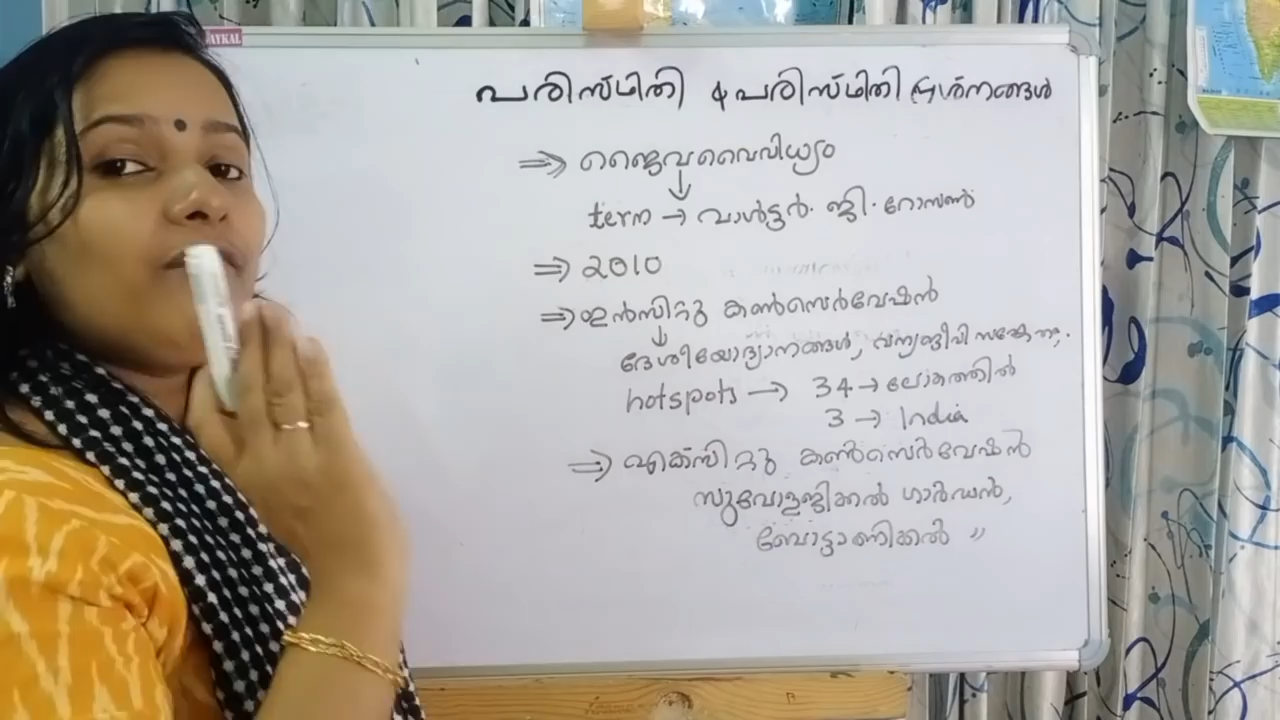 JAYKAL
പരിസ്ഥിതി & പരിസ്ഥിതി പ്രശ്നങ്ങൾ
⇒ ജൈവവൈവിധ്യം
↓
term → വാൾട്ടർ. ജി. റോസൺ
⇒ 2010
⇒ ഇൻസിറ്റു കൺസെർവേഷൻ
↓
ദേശീയോദ്യാനങ്ങൾ, വന്യജീവി സങ്കേതം.
hotspots → 34 → ലോകത്തിൽ
3 → India
⇒ എക്സിറ്റു കൺസെർവേഷൻ
സുവോളജിക്കൽ ഗാർഡൻ,
ബൊട്ടാണിക്കൽ "